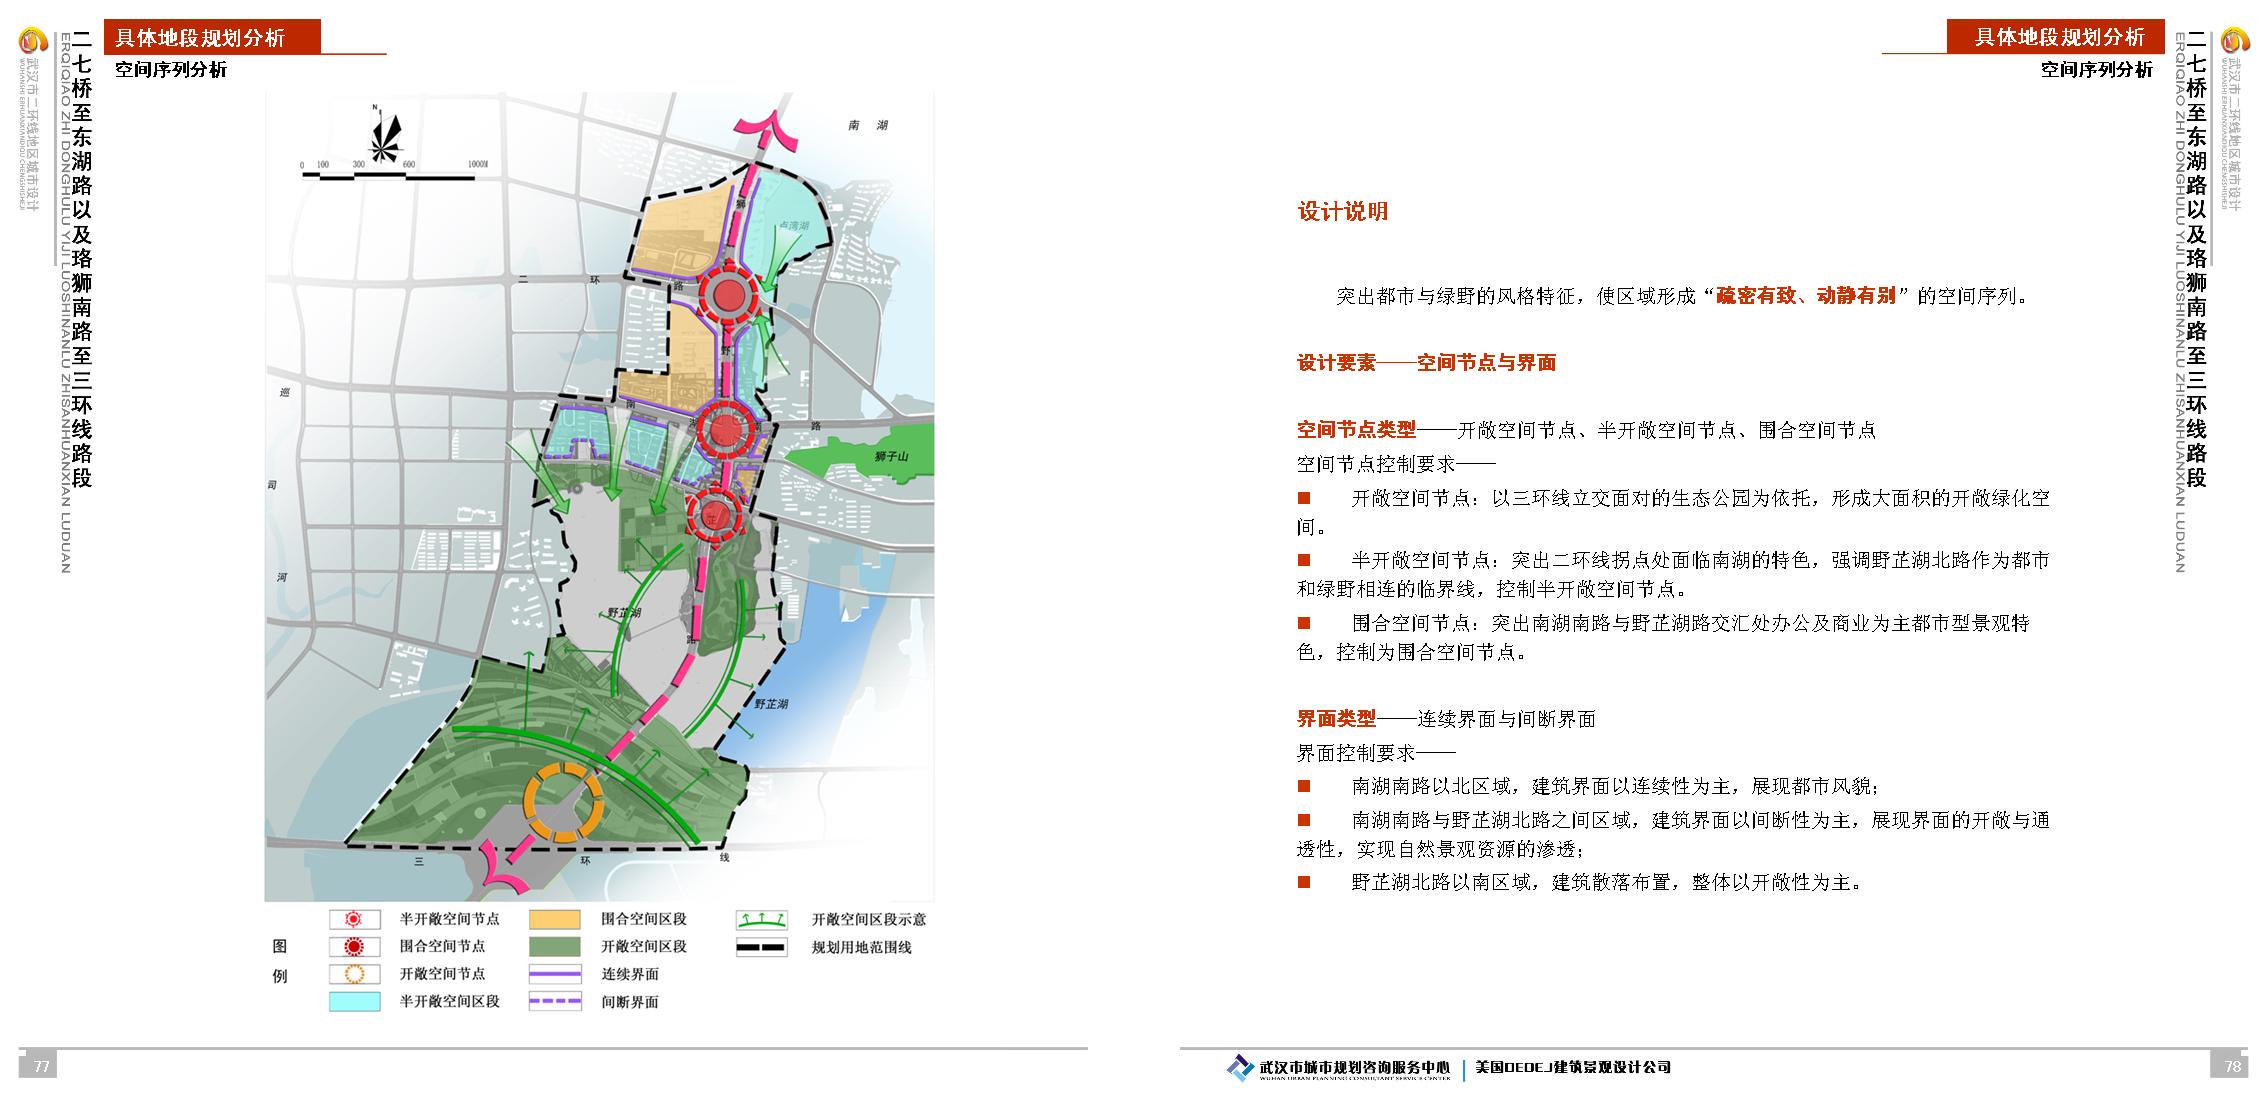 具体地段规划分析
空间序列分析
武汉市二环线地区城市设计
WUHANSHI ERHUANXIANDIQU CHENGSHISHEJI
二七桥至东湖路以及珞狮南路至三环线路段
ERQIQIAO ZHI DONGHULU YIJI LUOSHINANLU ZHISANHUANXIAN LUDUAN
N
0 100 300 600 1000M
南 湖
狮
卢湾湖
二 环 路
野
巡
司
河
南 湖 南 路
狮子山
芷
野芷湖
路
野芷湖
三 环 线
图
例
半开敞空间节点
围合空间节点
开敞空间节点
半开敞空间区段
围合空间区段
开敞空间区段
连续界面
间断界面
开敞空间区段示意
规划用地范围线
77
具体地段规划分析
空间序列分析
设计说明
突出都市与绿野的风格特征，使区域形成“疏密有致、动静有别”的空间序列。
设计要素——空间节点与界面
空间节点类型——开敞空间节点、半开敞空间节点、围合空间节点
空间节点控制要求——
■ 开敞空间节点：以三环线立交面对的生态公园为依托，形成大面积的开敞绿化空
间。
■ 半开敞空间节点：突出二环线拐点处面临南湖的特色，强调野芷湖北路作为都市
和绿野相连的临界线，控制半开敞空间节点。
■ 围合空间节点：突出南湖南路与野芷湖路交汇处办公及商业为主都市型景观特
色，控制为围合空间节点。
界面类型——连续界面与间断界面
界面控制要求——
■ 南湖南路以北区域，建筑界面以连续性为主，展现都市风貌；
■ 南湖南路与野芷湖北路之间区域，建筑界面以间断性为主，展现界面的开敞与通
透性，实现自然景观资源的渗透；
■ 野芷湖北路以南区域，建筑散落布置，整体以开敞性为主。
武汉市二环线地区城市设计
WUHANSHI ERHUANXIANDIQU CHENGSHISHEJI
二七桥至东湖路以及珞狮南路至三环线路段
ERQIQIAO ZHI DONGHULU YIJI LUOSHINANLU ZHISANHUANXIAN LUDUAN
武汉市城市规划咨询服务中心
WUHAN URBAN PLANNING CONSULTANT SERVICE CENTER
美国DEDEJ建筑景观设计公司
78